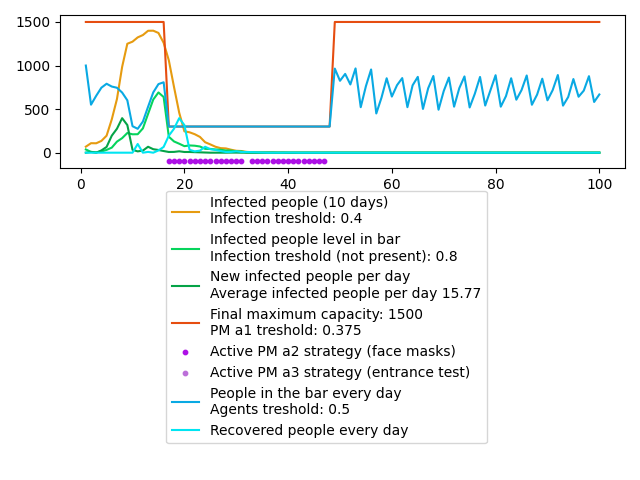 1500
1000
500
0
0 20 40 60 80 100
Infected people (10 days)
Infection treshold: 0.4
Infected people level in bar
Infection treshold (not present): 0.8
New infected people per day
Average infected people per day 15.77
Final maximum capacity: 1500
PM a1 treshold: 0.375
Active PM a2 strategy (face masks)
Active PM a3 strategy (entrance test)
People in the bar every day
Agents treshold: 0.5
Recovered people every day